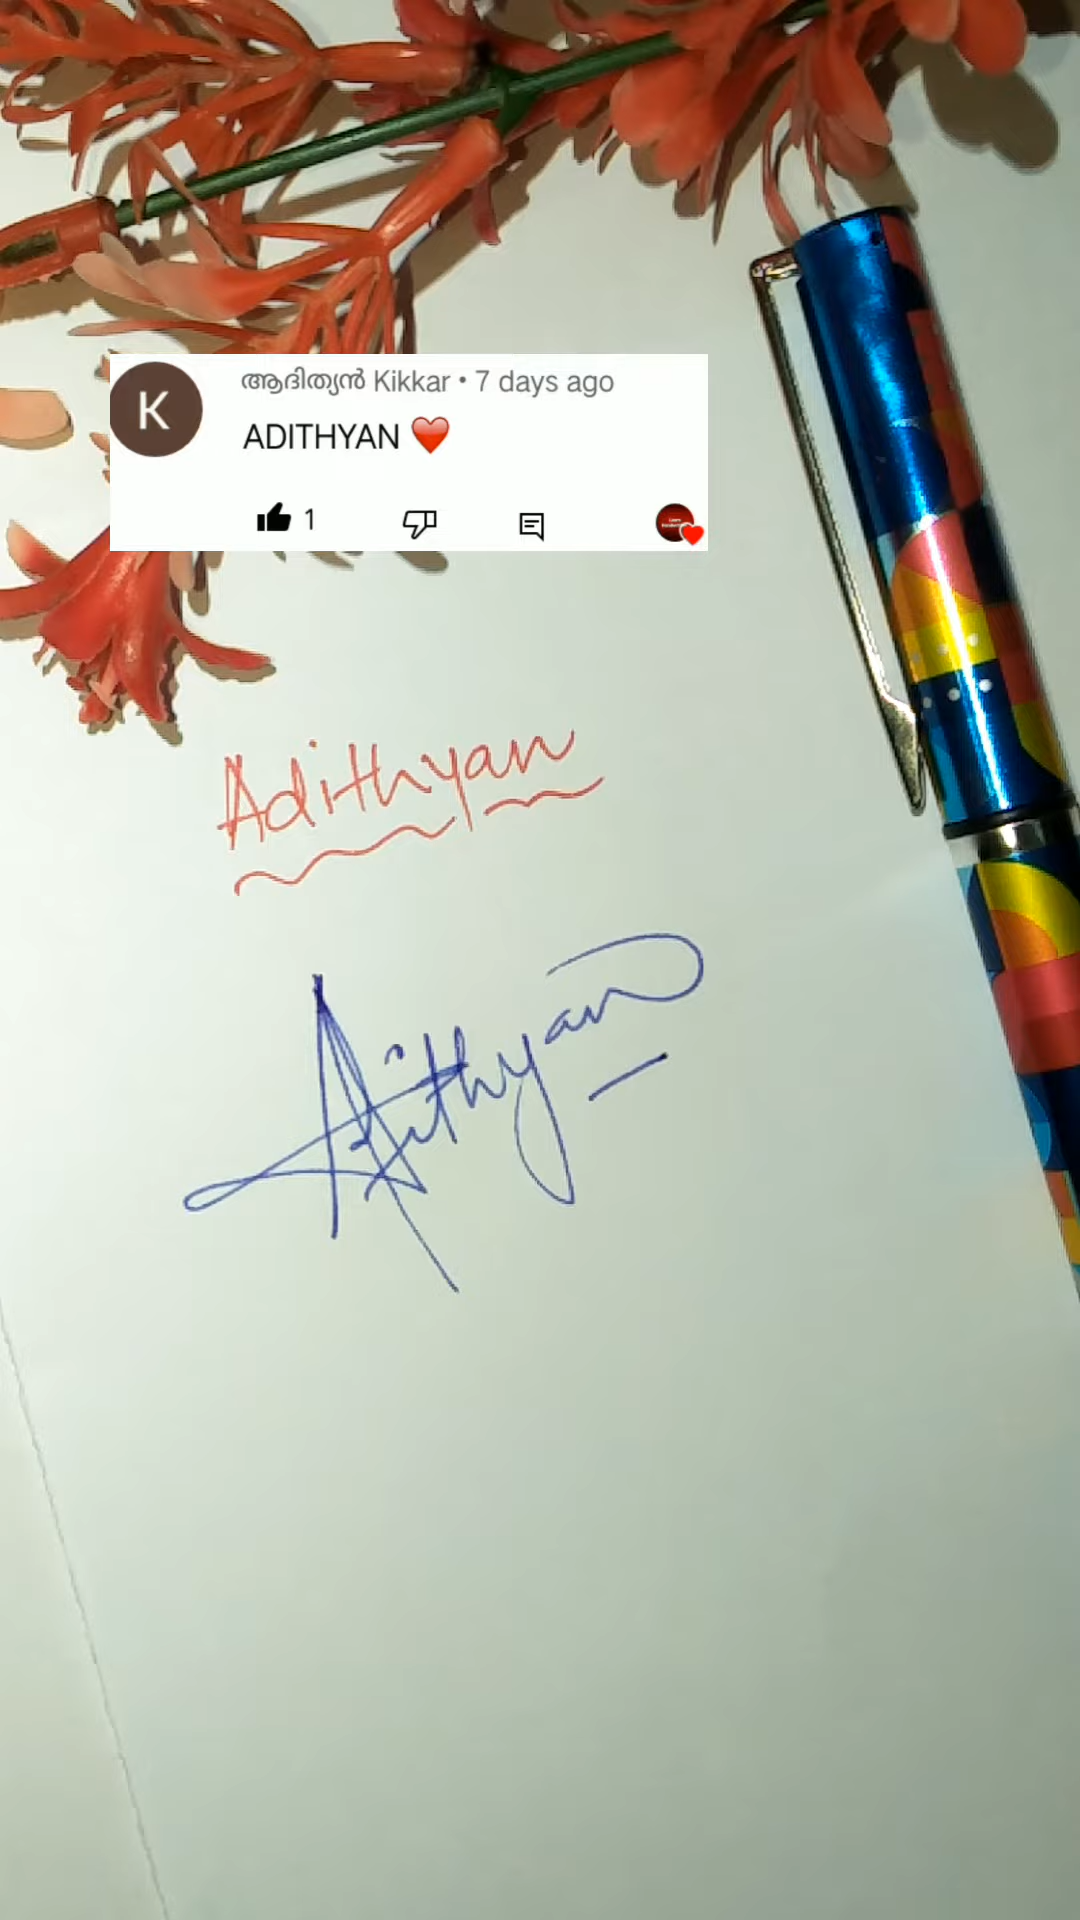 K
ആദിത്യൻ Kikkar • 7 days ago
ADITHYAN ❤️
1
Adithyan
Adithyan